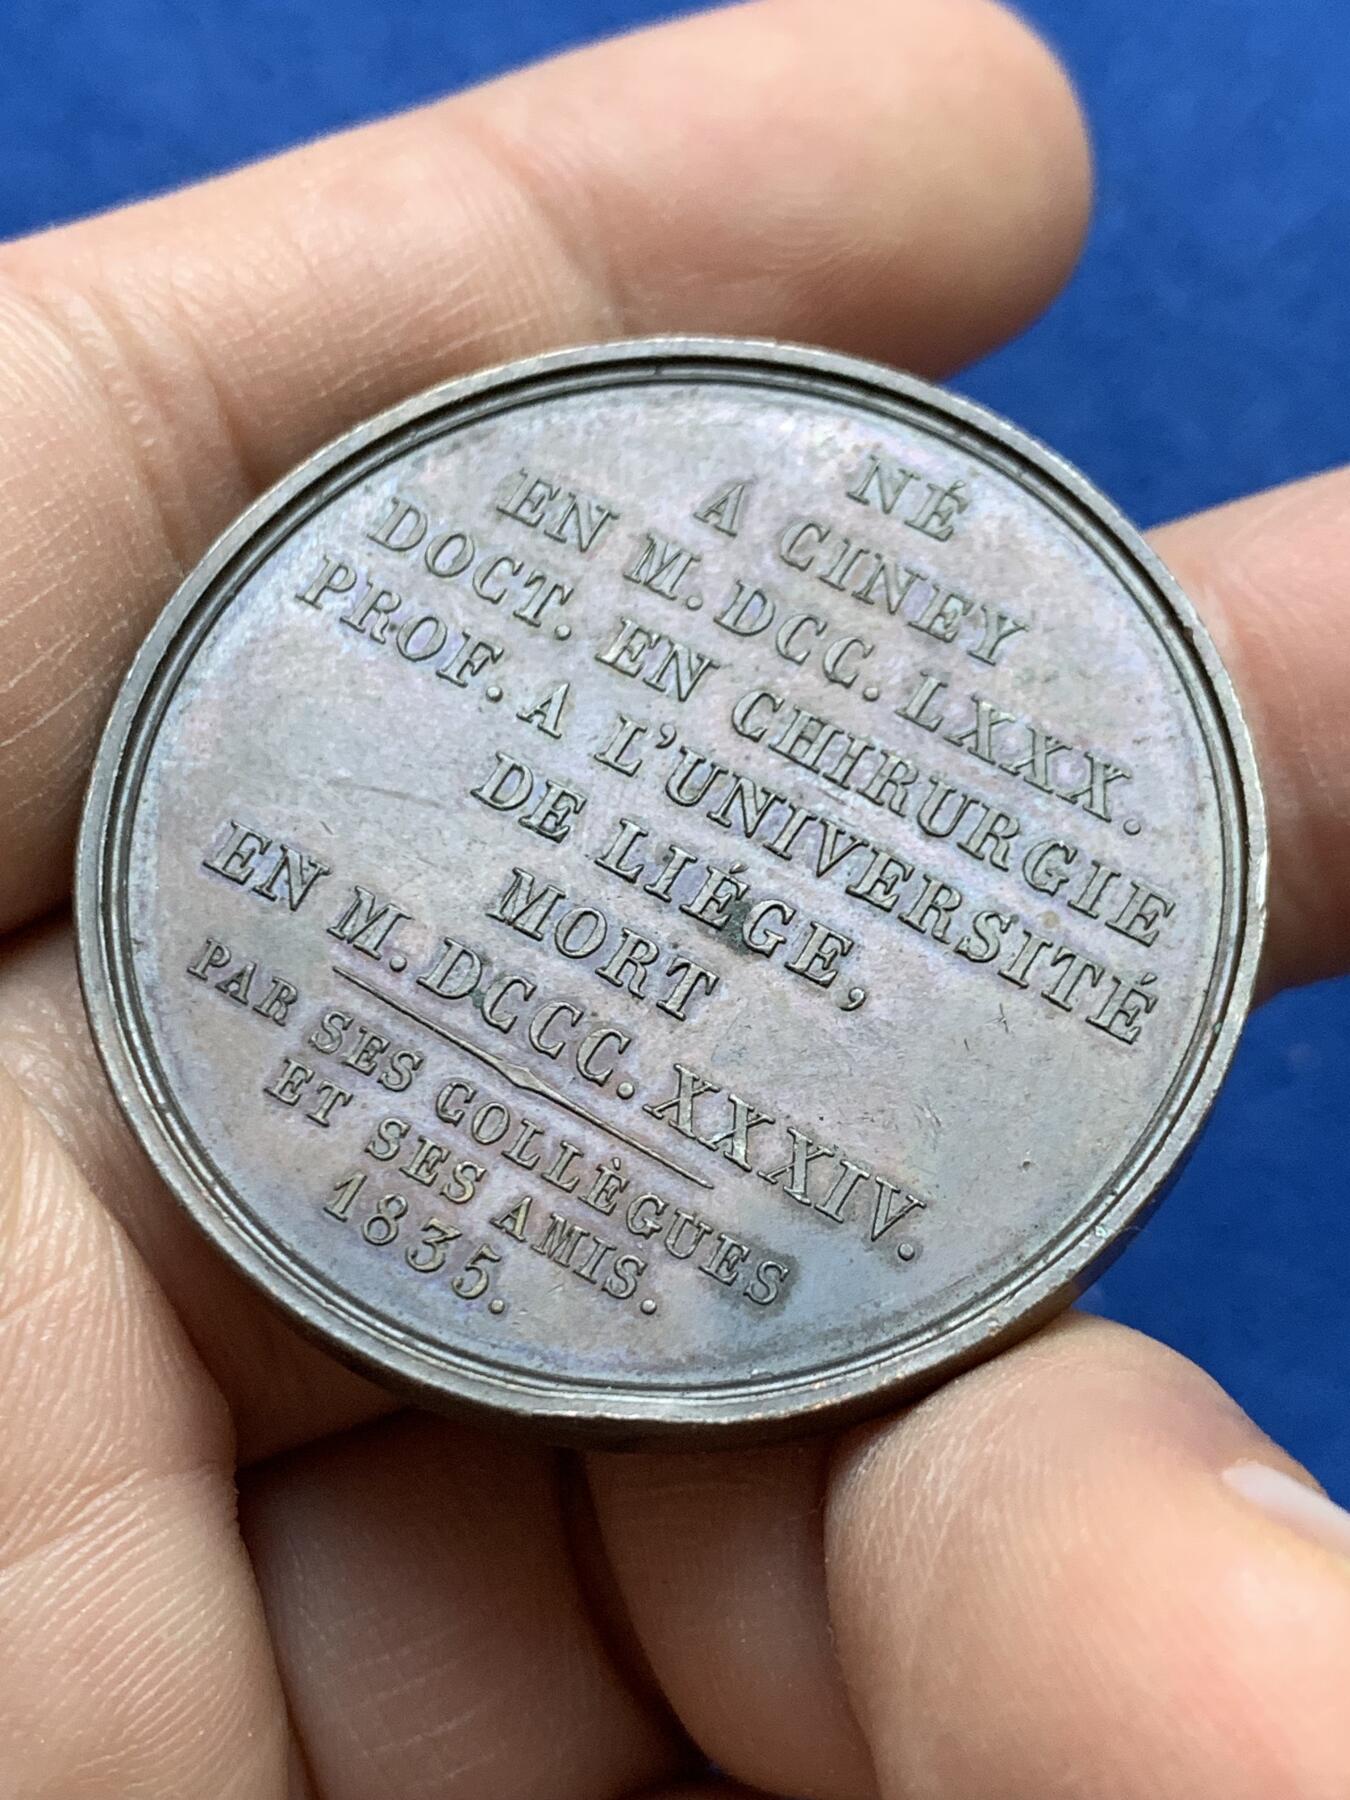 NÉ
A CINEY
EN M. DCC. LXXX.
DOCT. EN CHIRURGIE
PROF. A L'UNIVERSITÉ
DE LIÉGE,
MORT
EN M. DCCC. XXXIV.
PAR SES COLLÈGUES
ET SES AMIS.
1835.